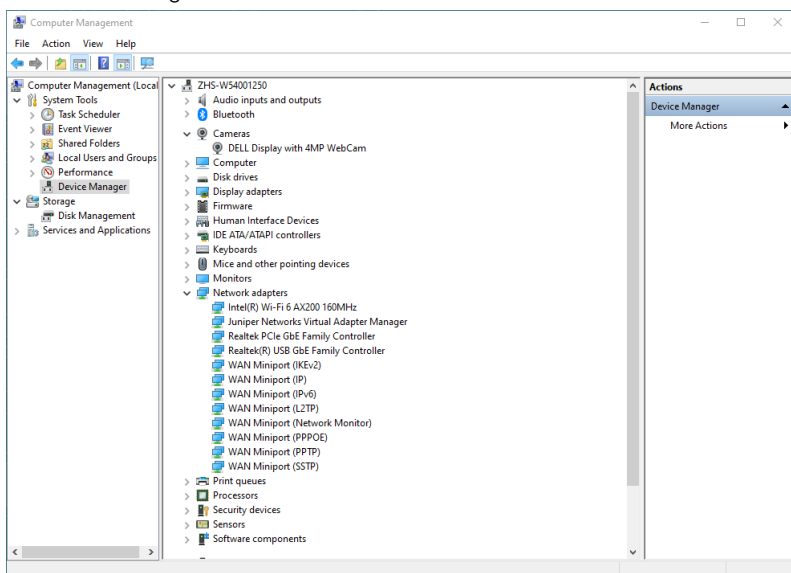 Computer Management
File Action View Help
Computer Management (Local
System Tools
Task Scheduler
Event Viewer
Shared Folders
Local Users and Groups
Performance
Device Manager
Storage
Disk Management
Services and Applications
ZHS-W54001250
Audio inputs and outputs
Bluetooth
Cameras
DELL Display with 4MP WebCam
Computer
Disk drives
Display adapters
Firmware
Human Interface Devices
IDE ATA/ATAPI controllers
Keyboards
Mice and other pointing devices
Monitors
Network adapters
Intel(R) Wi-Fi 6 AX200 160MHz
Juniper Networks Virtual Adapter Manager
Realtek PCIe GbE Family Controller
Realtek(R) USB GbE Family Controller
WAN Miniport (IKEv2)
WAN Miniport (IP)
WAN Miniport (IPv6)
WAN Miniport (L2TP)
WAN Miniport (Network Monitor)
WAN Miniport (PPPOE)
WAN Miniport (PPTP)
WAN Miniport (SSTP)
Print queues
Processors
Security devices
Sensors
Software components
Actions
Device Manager
More Actions